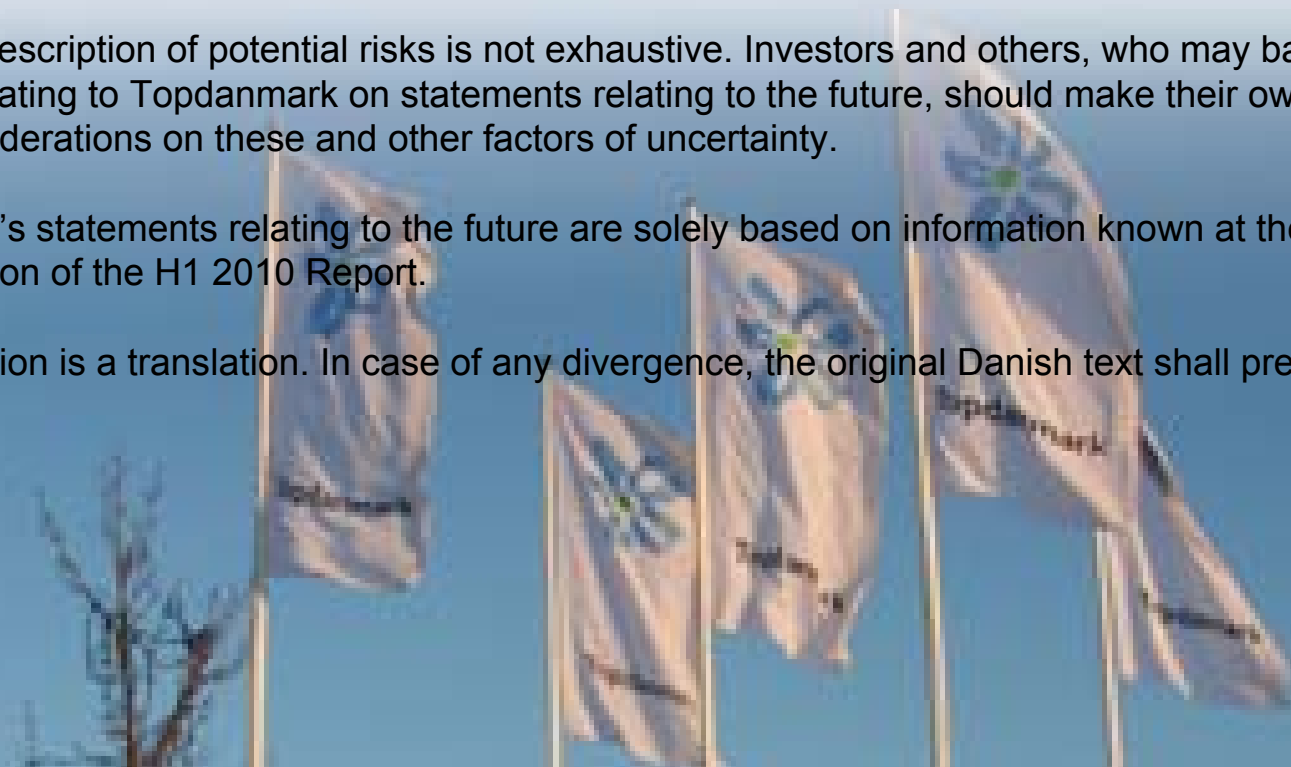 escription of potential risks is not exhaustive. Investors and others, who may ba
ating to Topdanmark on statements relating to the future, should make their ow
derations on these and other factors of uncertainty.
's statements relating to the future are solely based on information known at the
on of the H1 2010 Report.
ion is a translation. In case of any divergence, the original Danish text shall pre
Topdanmark
Topdanmark